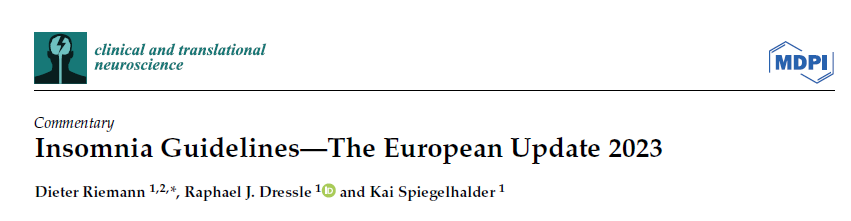 clinical and translational
neuroscience
MDPI
Commentary
Insomnia Guidelines—The European Update 2023
Dieter Riemann 1,2,*, Raphael J. Dressle 1 iD and Kai Spiegelhalder 1